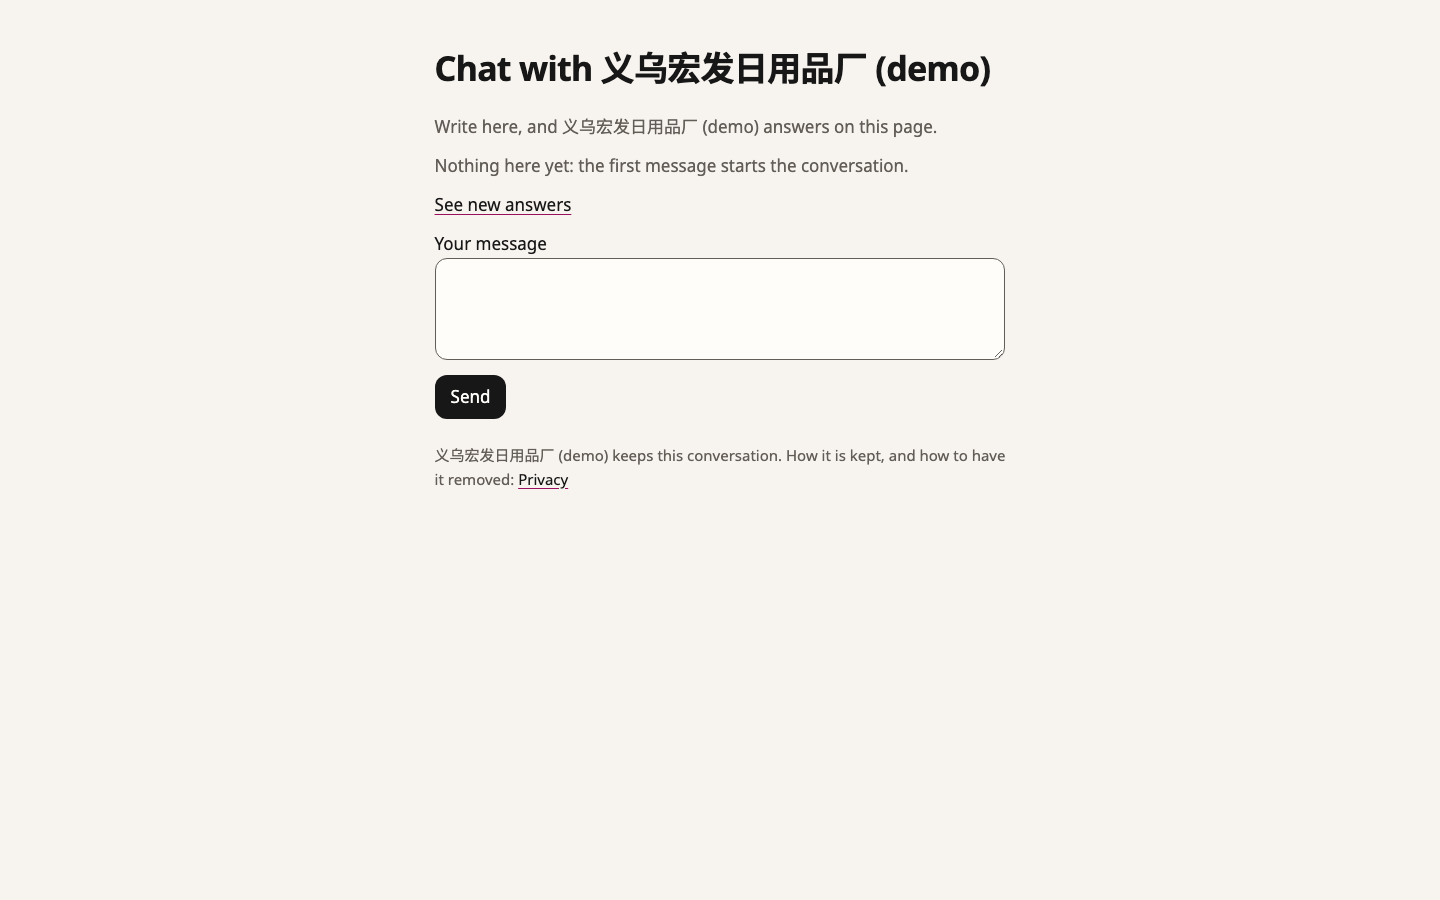 Chat with 义乌宏发日用品厂 (demo)
Write here, and 义乌宏发日用品厂 (demo) answers on this page.
Nothing here yet: the first message starts the conversation.
See new answers
Your message
Send
义乌宏发日用品厂 (demo) keeps this conversation. How it is kept, and how to have
it removed: Privacy